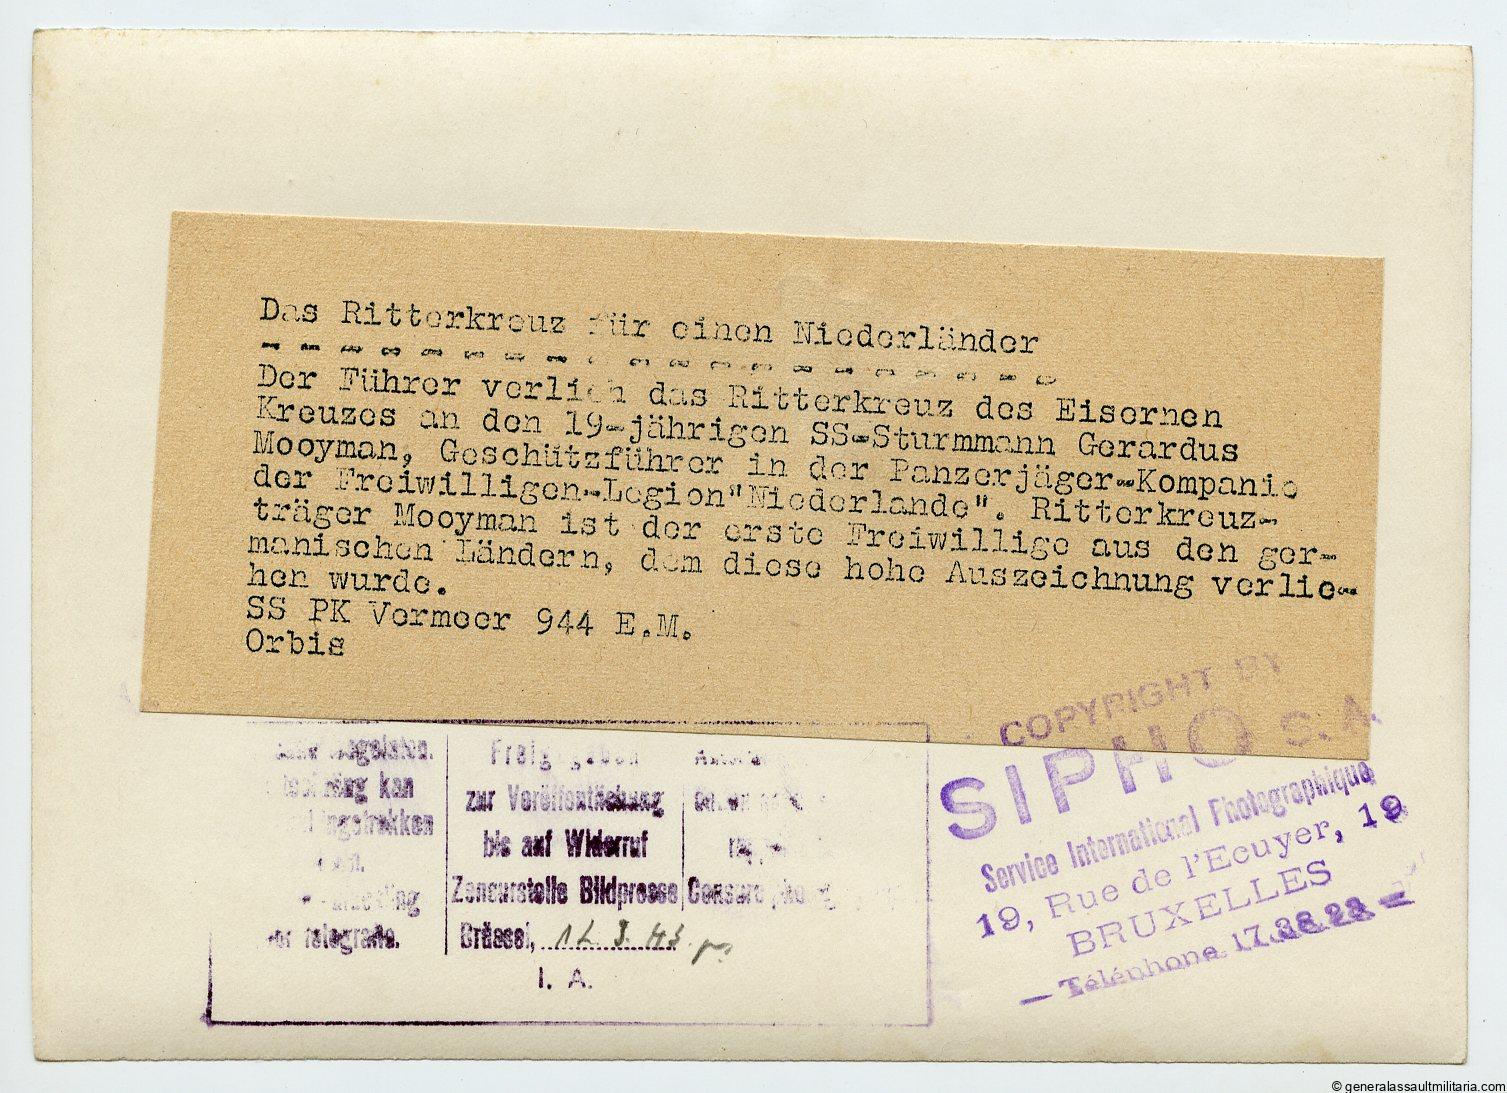 Das Ritterkreuz für einen Niederländer
Der Führer verlieh das Ritterkreuz des Eisernen
Kreuzes an den 19-jährigen SS-Sturmmann Gerardus
Mooyman, Geschützführer in der Panzerjäger-Kompanie
der Freiwilligen-Legion"Niederlande". Ritterkreuz-
träger Mooyman ist der erste Freiwillige aus den ger-
manischen Ländern, dem diese hohe Auszeichnung verlie-
hen wurde.
SS PK Vermeer 944 E.M.
Orbis
kan
Freigegeben
zur Veröffentlichung
bis auf Widerruf
Zensurstelle Bildpresse
Brüssel,
I. A.
COPYRIGHT BY
SIPHO S. A.
Service International Photographique
19, Rue de l'Ecuyer, 19
BRUXELLES
— Téléphone 17.38.23 —
© generalassaultmilitaria.com